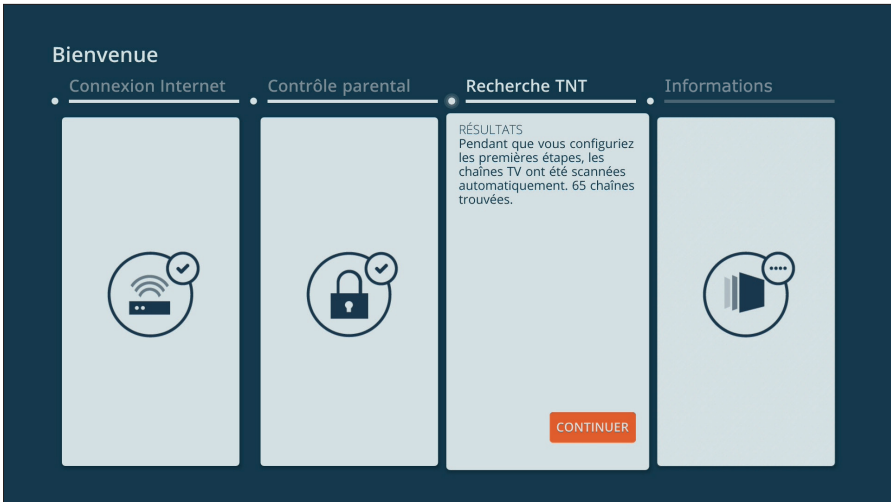 Bienvenue
Connexion Internet
Contrôle parental
Recherche TNT
Informations
RÉSULTATS
Pendant que vous configuriez
les premières étapes, les
chaînes TV ont été scannées
automatiquement. 65 chaînes
trouvées.
CONTINUER